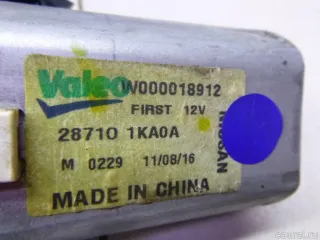 Valeo W000018912
FIRST 12V
28710 1KA0A
NISSAN
M 0229 11/08/16
MADE IN CHINA